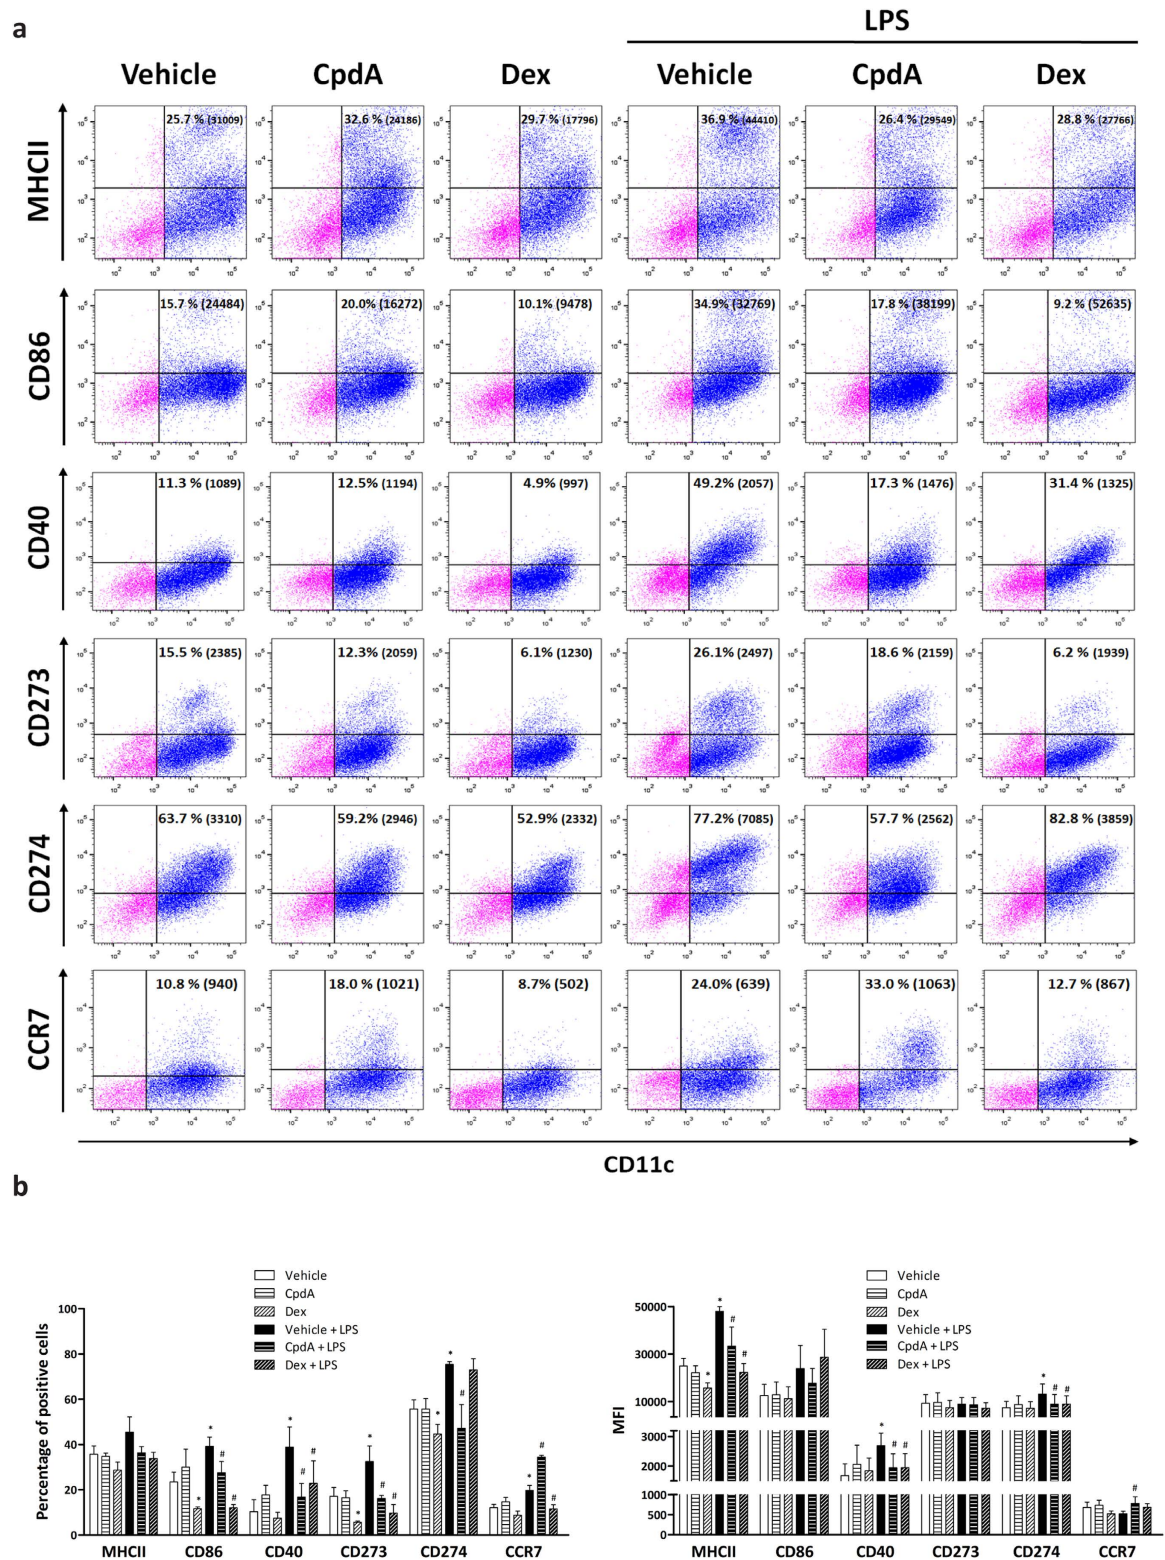 a
LPS
Vehicle CpdA Dex Vehicle CpdA Dex
MHCII
25.7 % (31009) 32.6 % (24186) 29.7 % (17796) 36.9 % (44410) 26.4 % (29549) 28.8 % (27766)
CD86
15.7 % (24484) 20.0% (16272) 10.1% (9478) 34.9% (32769) 17.8 % (38199) 9.2 % (52635)
CD40
11.3 % (1089) 12.5% (1194) 4.9% (997) 49.2% (2057) 17.3 % (1476) 31.4 % (1325)
CD273
15.5 % (2385) 12.3% (2059) 6.1% (1230) 26.1% (2497) 18.6 % (2159) 6.2 % (1939)
CD274
63.7 % (3310) 59.2% (2946) 52.9% (2332) 77.2% (7085) 57.7 % (2562) 82.8 % (3859)
CCR7
10.8 % (940) 18.0 % (1021) 8.7% (502) 24.0% (639) 33.0 % (1063) 12.7 % (867)
CD11c
b
Vehicle
CpdA
Dex
Vehicle + LPS
CpdA + LPS
Dex + LPS
Percentage of positive cells
100
80
60
40
20
0
MHCII CD86 CD40 CD273 CD274 CCR7
Vehicle
CpdA
Dex
Vehicle + LPS
CpdA + LPS
Dex + LPS
MFI
50000
30000
10000
3000
2000
1000
500
0
MHCII CD86 CD40 CD273 CD274 CCR7